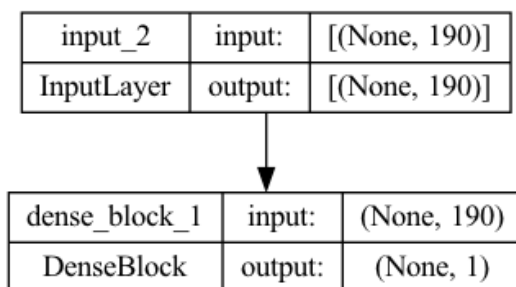 input_2 input: [(None, 190)]
InputLayer output: [(None, 190)]
dense_block_1 input: (None, 190)
DenseBlock output: (None, 1)